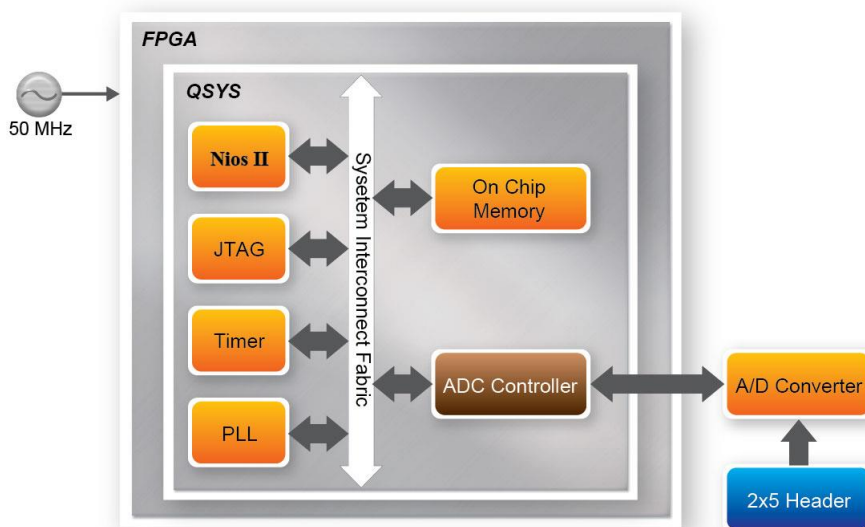 FPGA
QSYS
50 MHz
Nios II
JTAG
Timer
PLL
Sysetem Interconnect Fabric
On Chip
Memory
ADC Controller
A/D Converter
2x5 Header